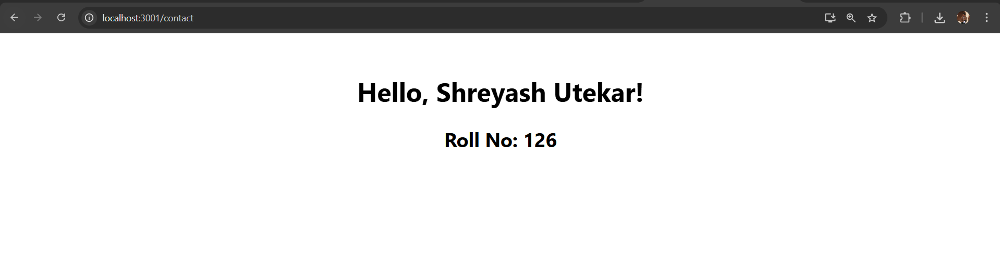 localhost:3001/contact
Hello, Shreyash Utekar!
Roll No: 126